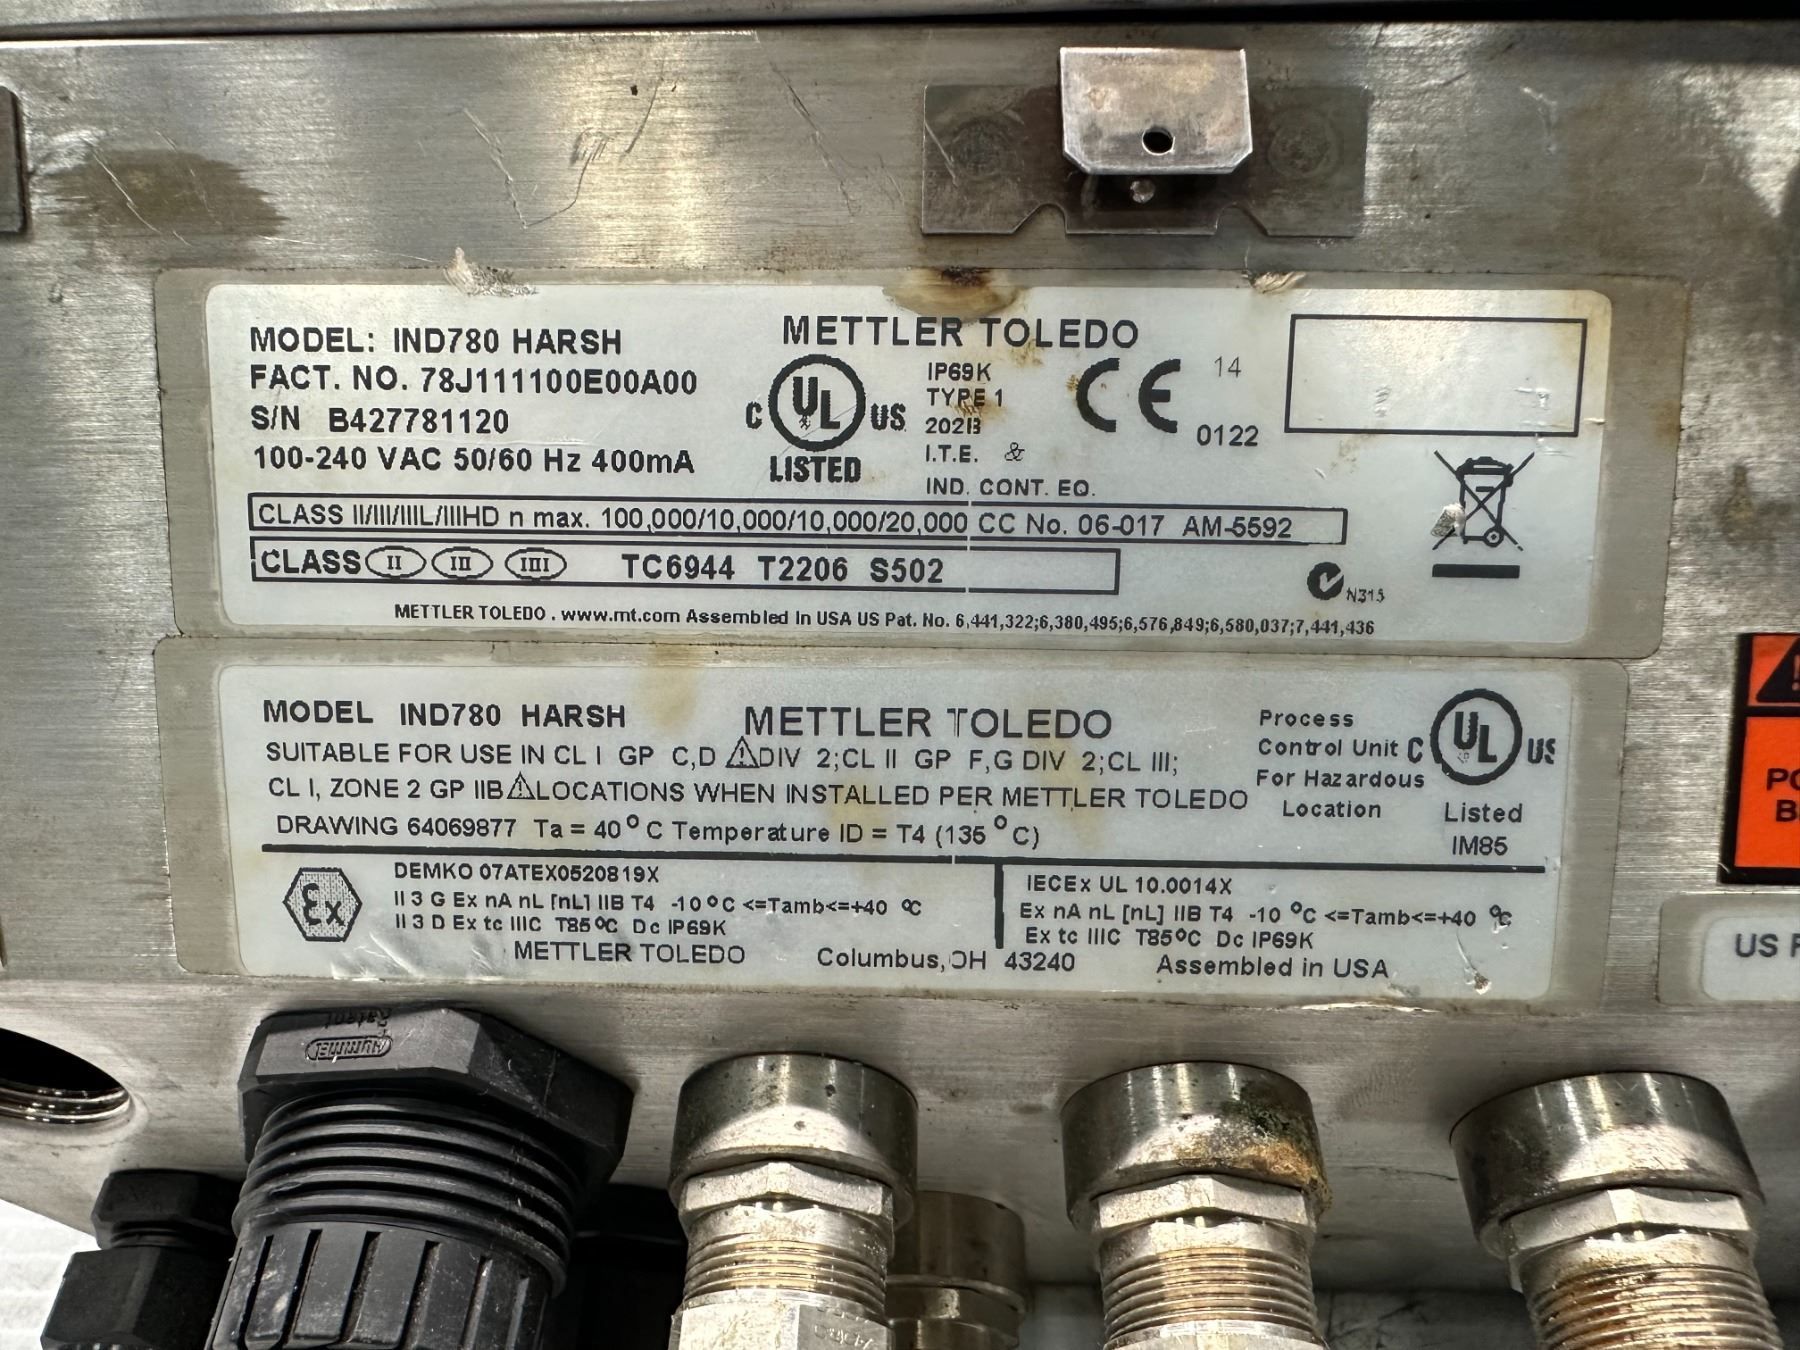 MODEL: IND780 HARSH
FACT. NO. 78J111100E00A00
S/N B427781120
100-240 VAC 50/60 Hz 400mA
METTLER TOLEDO
C UL US
LISTED
IP69K
TYPE 1
202B
I.T.E. &
IND. CONT. EQ.
CE 14
0122
CLASS II/III/IIIL/IIIHD n max. 100,000/10,000/10,000/20,000 CC No. 06-017 AM-5592
CLASS II III IIII TC6944 T2206 S502
N315
METTLER TOLEDO . www.mt.com Assembled In USA US Pat. No. 6,441,322;6,380,495;6,576,849;6,580,037;7,441,436
MODEL IND780 HARSH METTLER TOLEDO
SUITABLE FOR USE IN CL I GP C,D ⚠DIV 2;CL II GP F,G DIV 2;CL III;
CL I, ZONE 2 GP IIB⚠LOCATIONS WHEN INSTALLED PER METTLER TOLEDO
DRAWING 64069877 Ta = 40°C Temperature ID = T4 (135 °C)
Process
Control Unit
For Hazardous
Location
C UL US
Listed
IM85
Ex
DEMKO 07ATEX0520819X
II 3 G Ex nA nL [nL] IIB T4 -10°C <=Tamb<=+40 °C
II 3 D Ex tc IIIC T85°C Dc IP69K
IECEx UL 10.0014X
Ex nA nL [nL] IIB T4 -10 °C <=Tamb<=+40 °C
Ex tc IIIC T85°C Dc IP69K
METTLER TOLEDO Columbus, OH 43240 Assembled in USA
US
Patent
HUMMEL